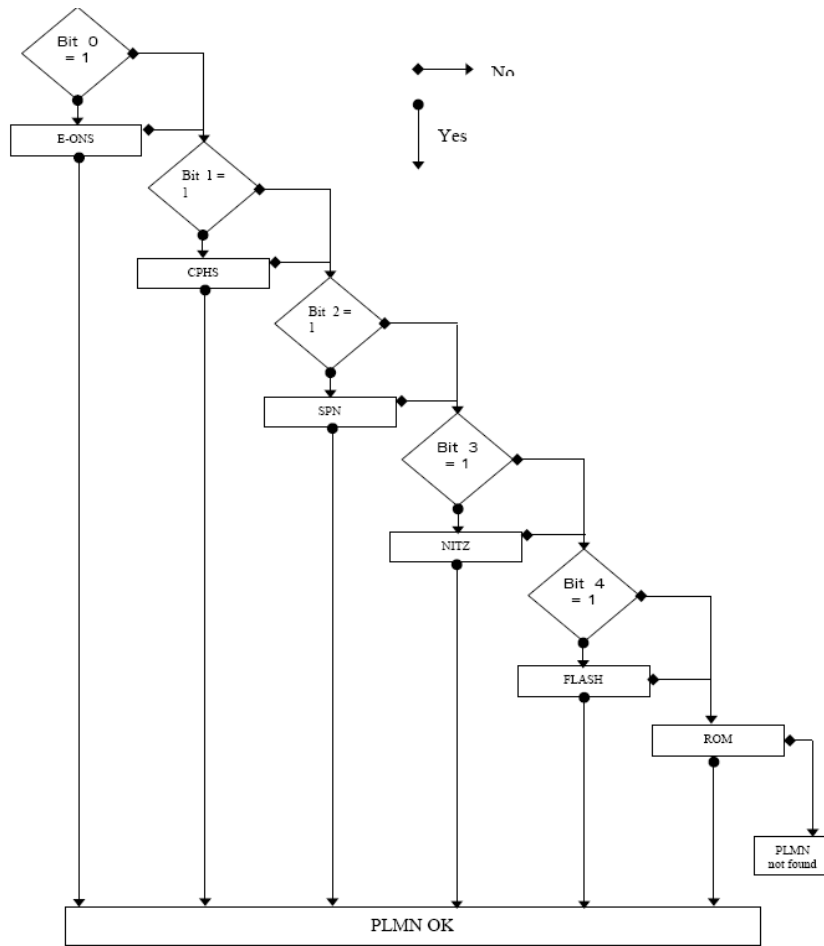 Bit 0
= 1
No
Yes
E-ONS
Bit 1 =
1
CPHS
Bit 2 =
1
SPN
Bit 3
= 1
NITZ
Bit 4
= 1
FLASH
ROM
PLMN
not found
PLMN OK